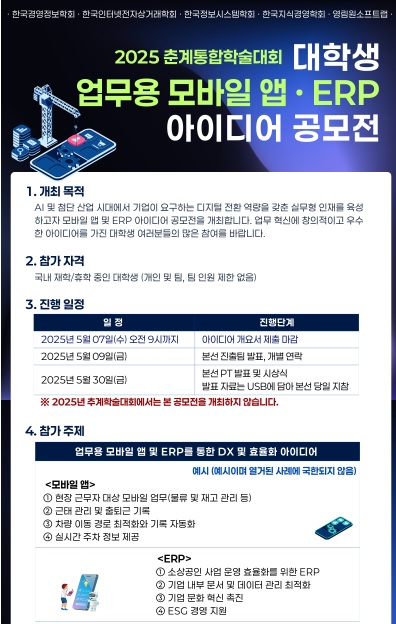 · 한국경영정보학회 · 한국인터넷전자상거래학회 · 한국정보시스템학회 · 한국지식경영학회 · 영림원소프트랩 ·
2025 춘계통합학술대회 대학생
업무용 모바일 앱 · ERP
아이디어 공모전
1. 개최 목적
AI 및 첨단 산업 시대에서 기업이 요구하는 디지털 전환 역량을 갖춘 실무형 인재를 육성
하고자 모바일 앱 및 ERP 아이디어 공모전을 개최합니다. 업무 혁신에 창의적이고 우수
한 아이디어를 가진 대학생 여러분들의 많은 참여를 바랍니다.
2. 참가 자격
국내 재학/휴학 중인 대학생 (개인 및 팀, 팀 인원 제한 없음)
3. 진행 일정
일 정 진행단계
2025년 5월 07일(수) 오전 9시까지 아이디어 개요서 제출 마감
2025년 5월 09일(금) 본선 진출팀 발표, 개별 연락
2025년 5월 30일(금) 본선 PT 발표 및 시상식
발표 자료는 USB에 담아 본선 당일 지참
※ 2025년 추계학술대회에서는 본 공모전을 개최하지 않습니다.
4. 참가 주제
업무용 모바일 앱 및 ERP를 통한 DX 및 효율화 아이디어
예시 (예시이며 열거된 사례에 국한되지 않음)
<모바일 앱>
① 현장 근무자 대상 모바일 업무(물류 및 재고 관리 등)
② 근태 관리 및 출퇴근 기록
③ 차량 이동 경로 최적화와 기록 자동화
④ 실시간 주차 정보 제공
<ERP>
① 소상공인 사업 운영 효율화를 위한 ERP
② 기업 내부 문서 및 데이터 관리 최적화
③ 기업 문화 혁신 촉진
④ ESG 경영 지원